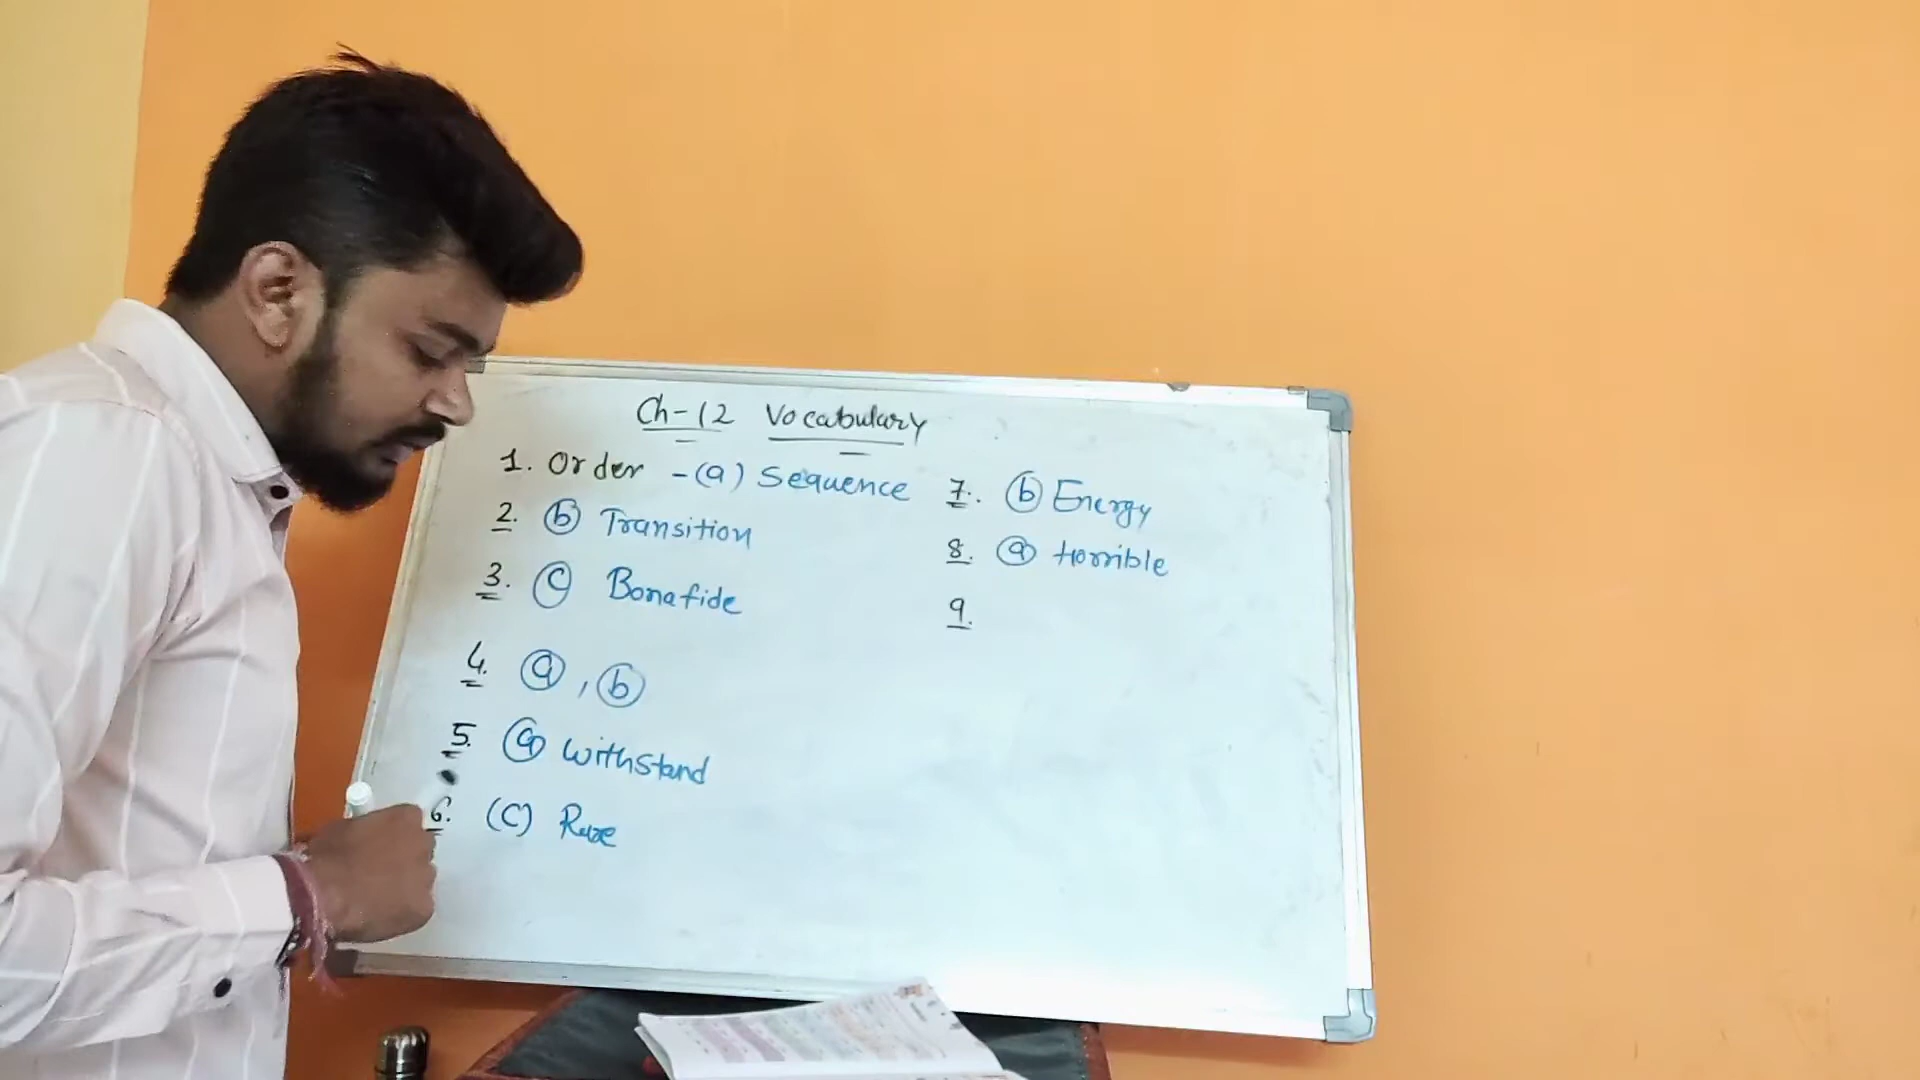 Ch-12 Vocabulary
1. Order -(a) Sequence
2. (b) Transition
3. (c) Bonafide
4. (a), (b)
5. (a) Withstand
6. (C) Ruse
7. (b) Energy
8. (a) Horrible
9.